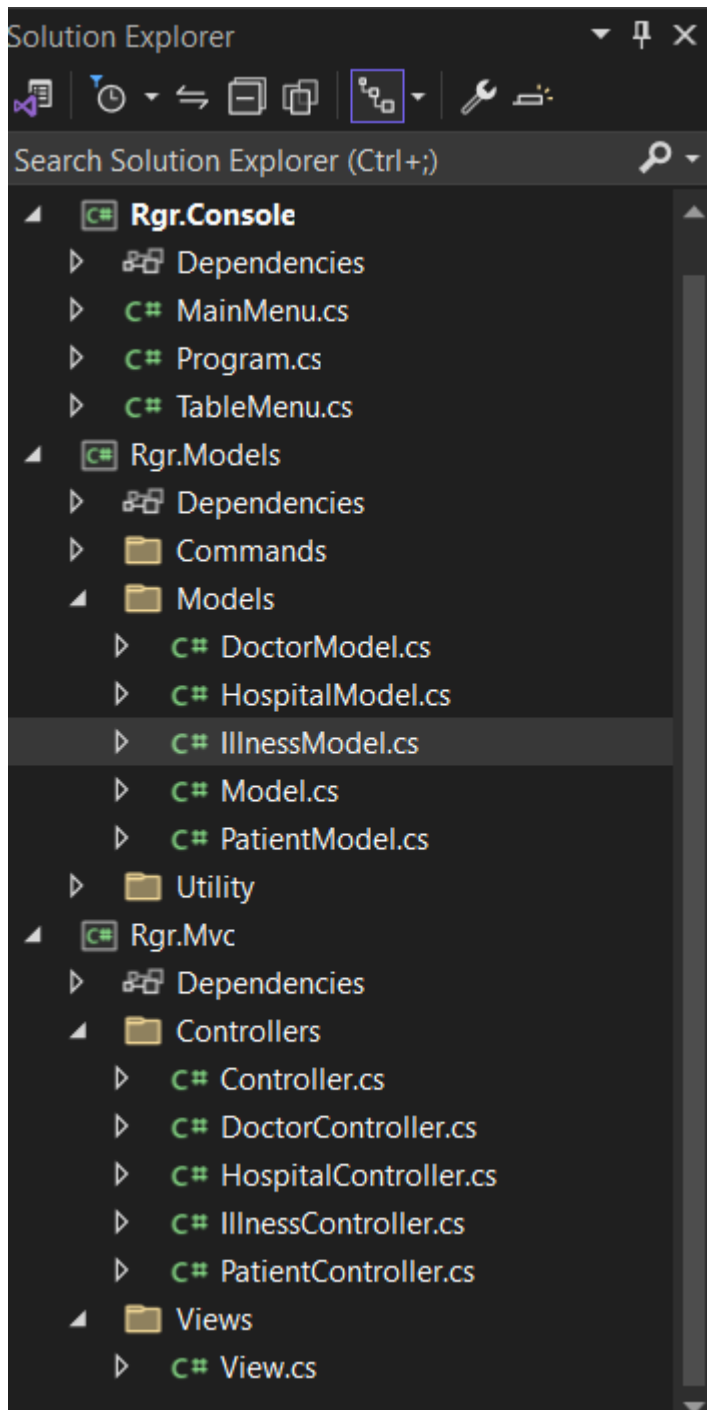 Solution Explorer
Search Solution Explorer (Ctrl+;)
C# Rgr.Console
Dependencies
C# MainMenu.cs
C# Program.cs
C# TableMenu.cs
C# Rgr.Models
Dependencies
Commands
Models
C# DoctorModel.cs
C# HospitalModel.cs
C# IllnessModel.cs
C# Model.cs
C# PatientModel.cs
Utility
C# Rgr.Mvc
Dependencies
Controllers
C# Controller.cs
C# DoctorController.cs
C# HospitalController.cs
C# IllnessController.cs
C# PatientController.cs
Views
C# View.cs